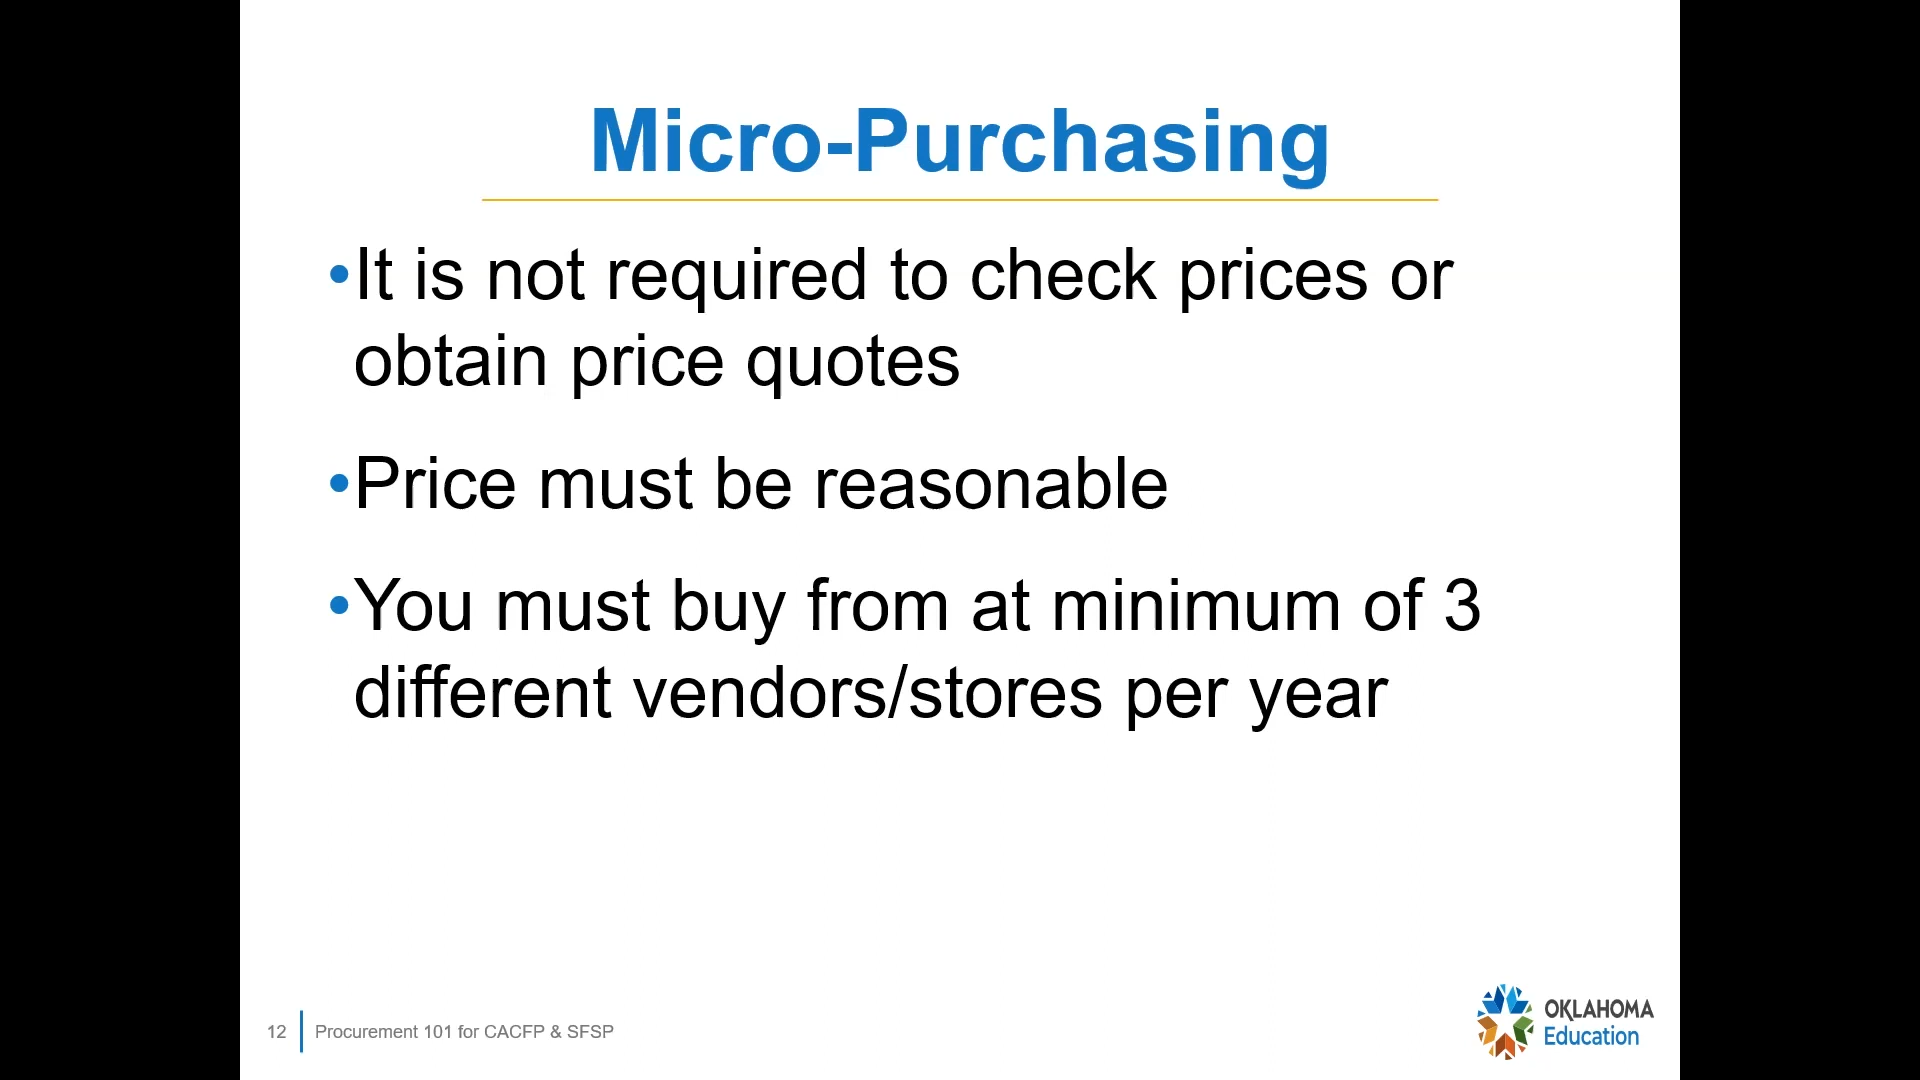 Micro-Purchasing
•It is not required to check prices or
obtain price quotes
•Price must be reasonable
•You must buy from at minimum of 3
different vendors/stores per year
12
Procurement 101 for CACFP & SFSP
OKLAHOMA
Education